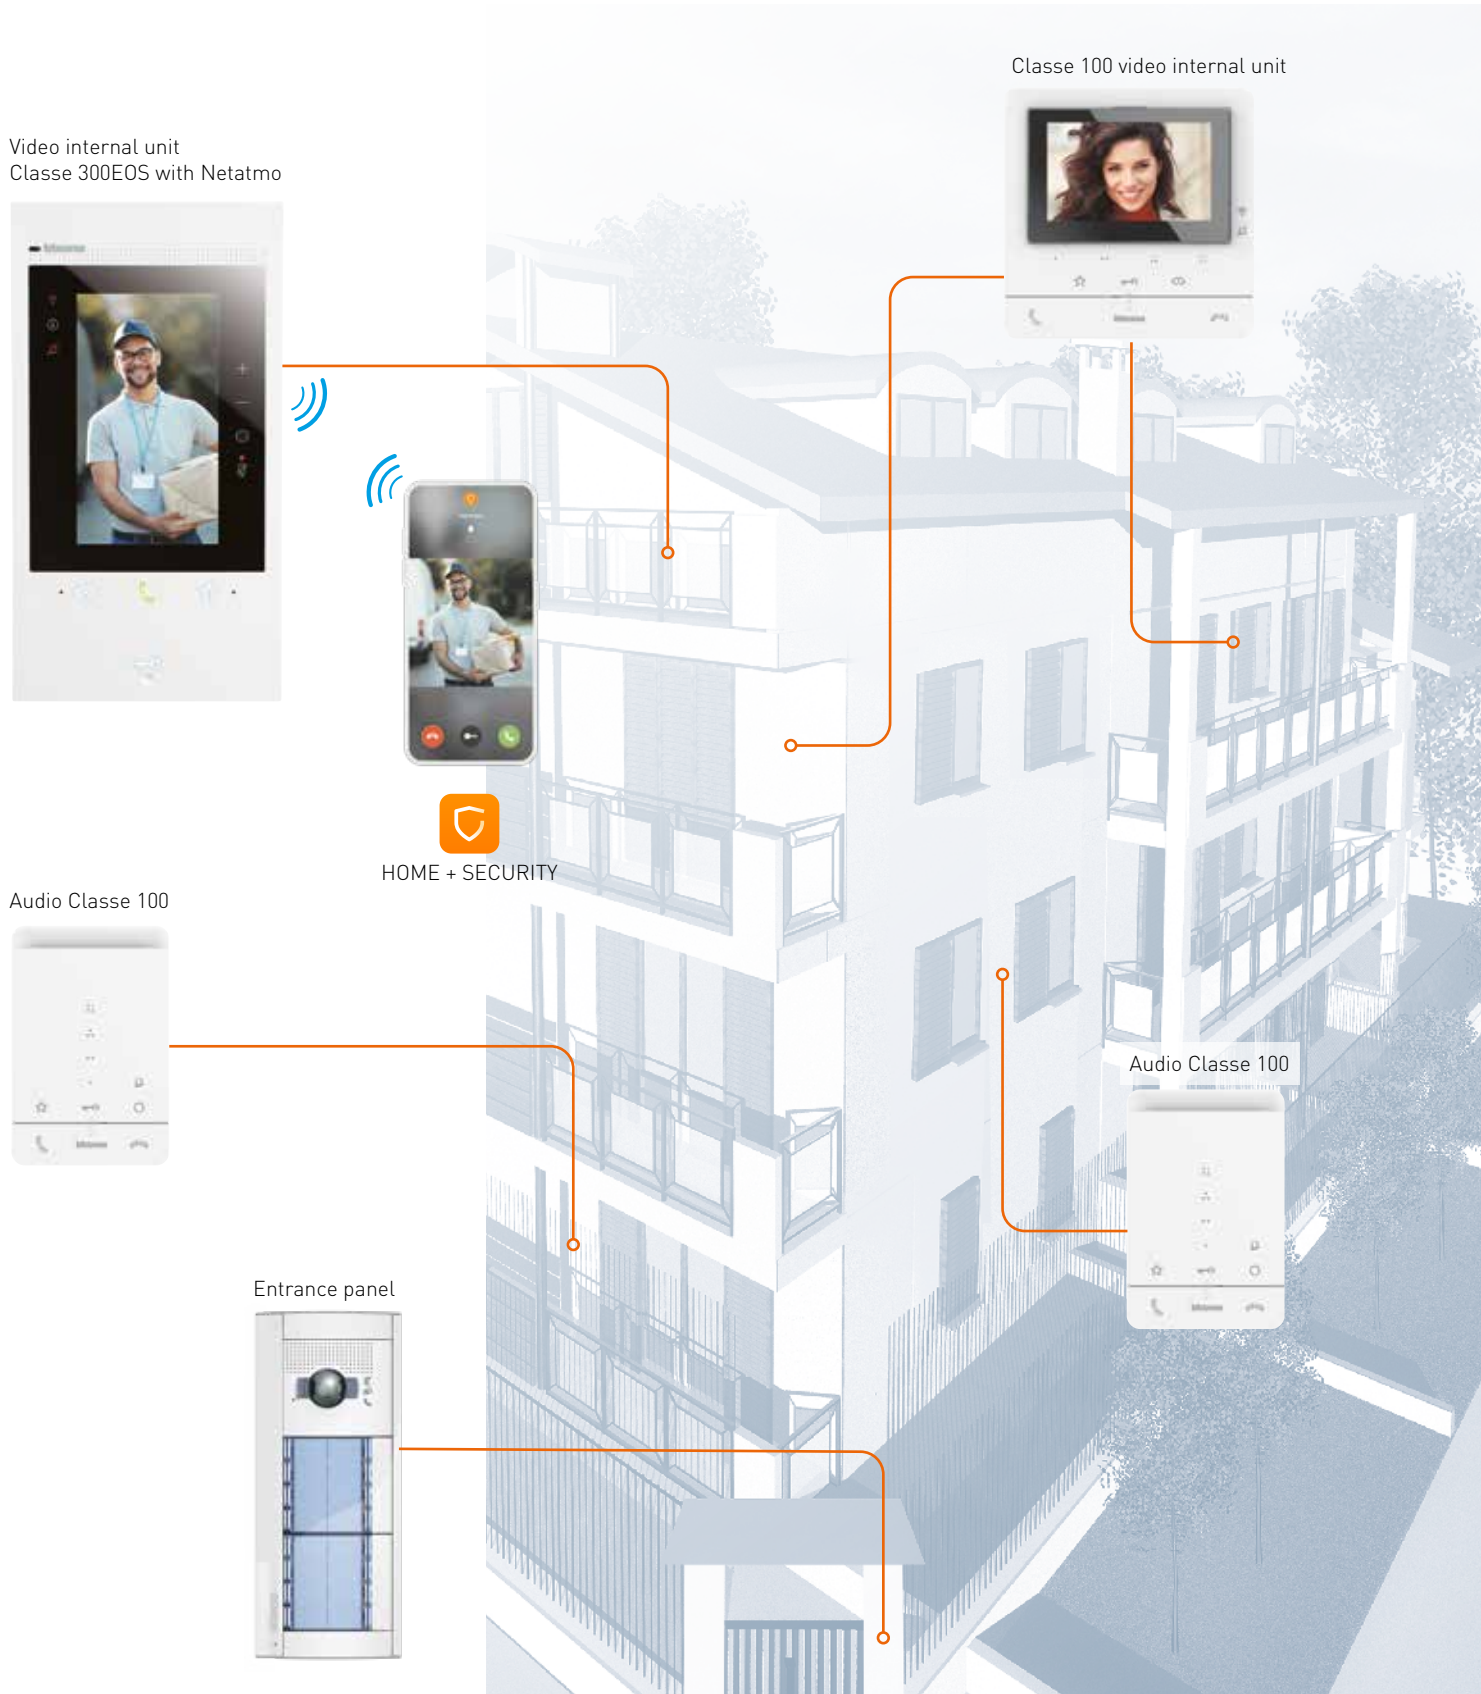 Classe 100 video internal unit
Video internal unit
Classe 300EOS with Netatmo
HOME + SECURITY
Audio Classe 100
Audio Classe 100
Entrance panel